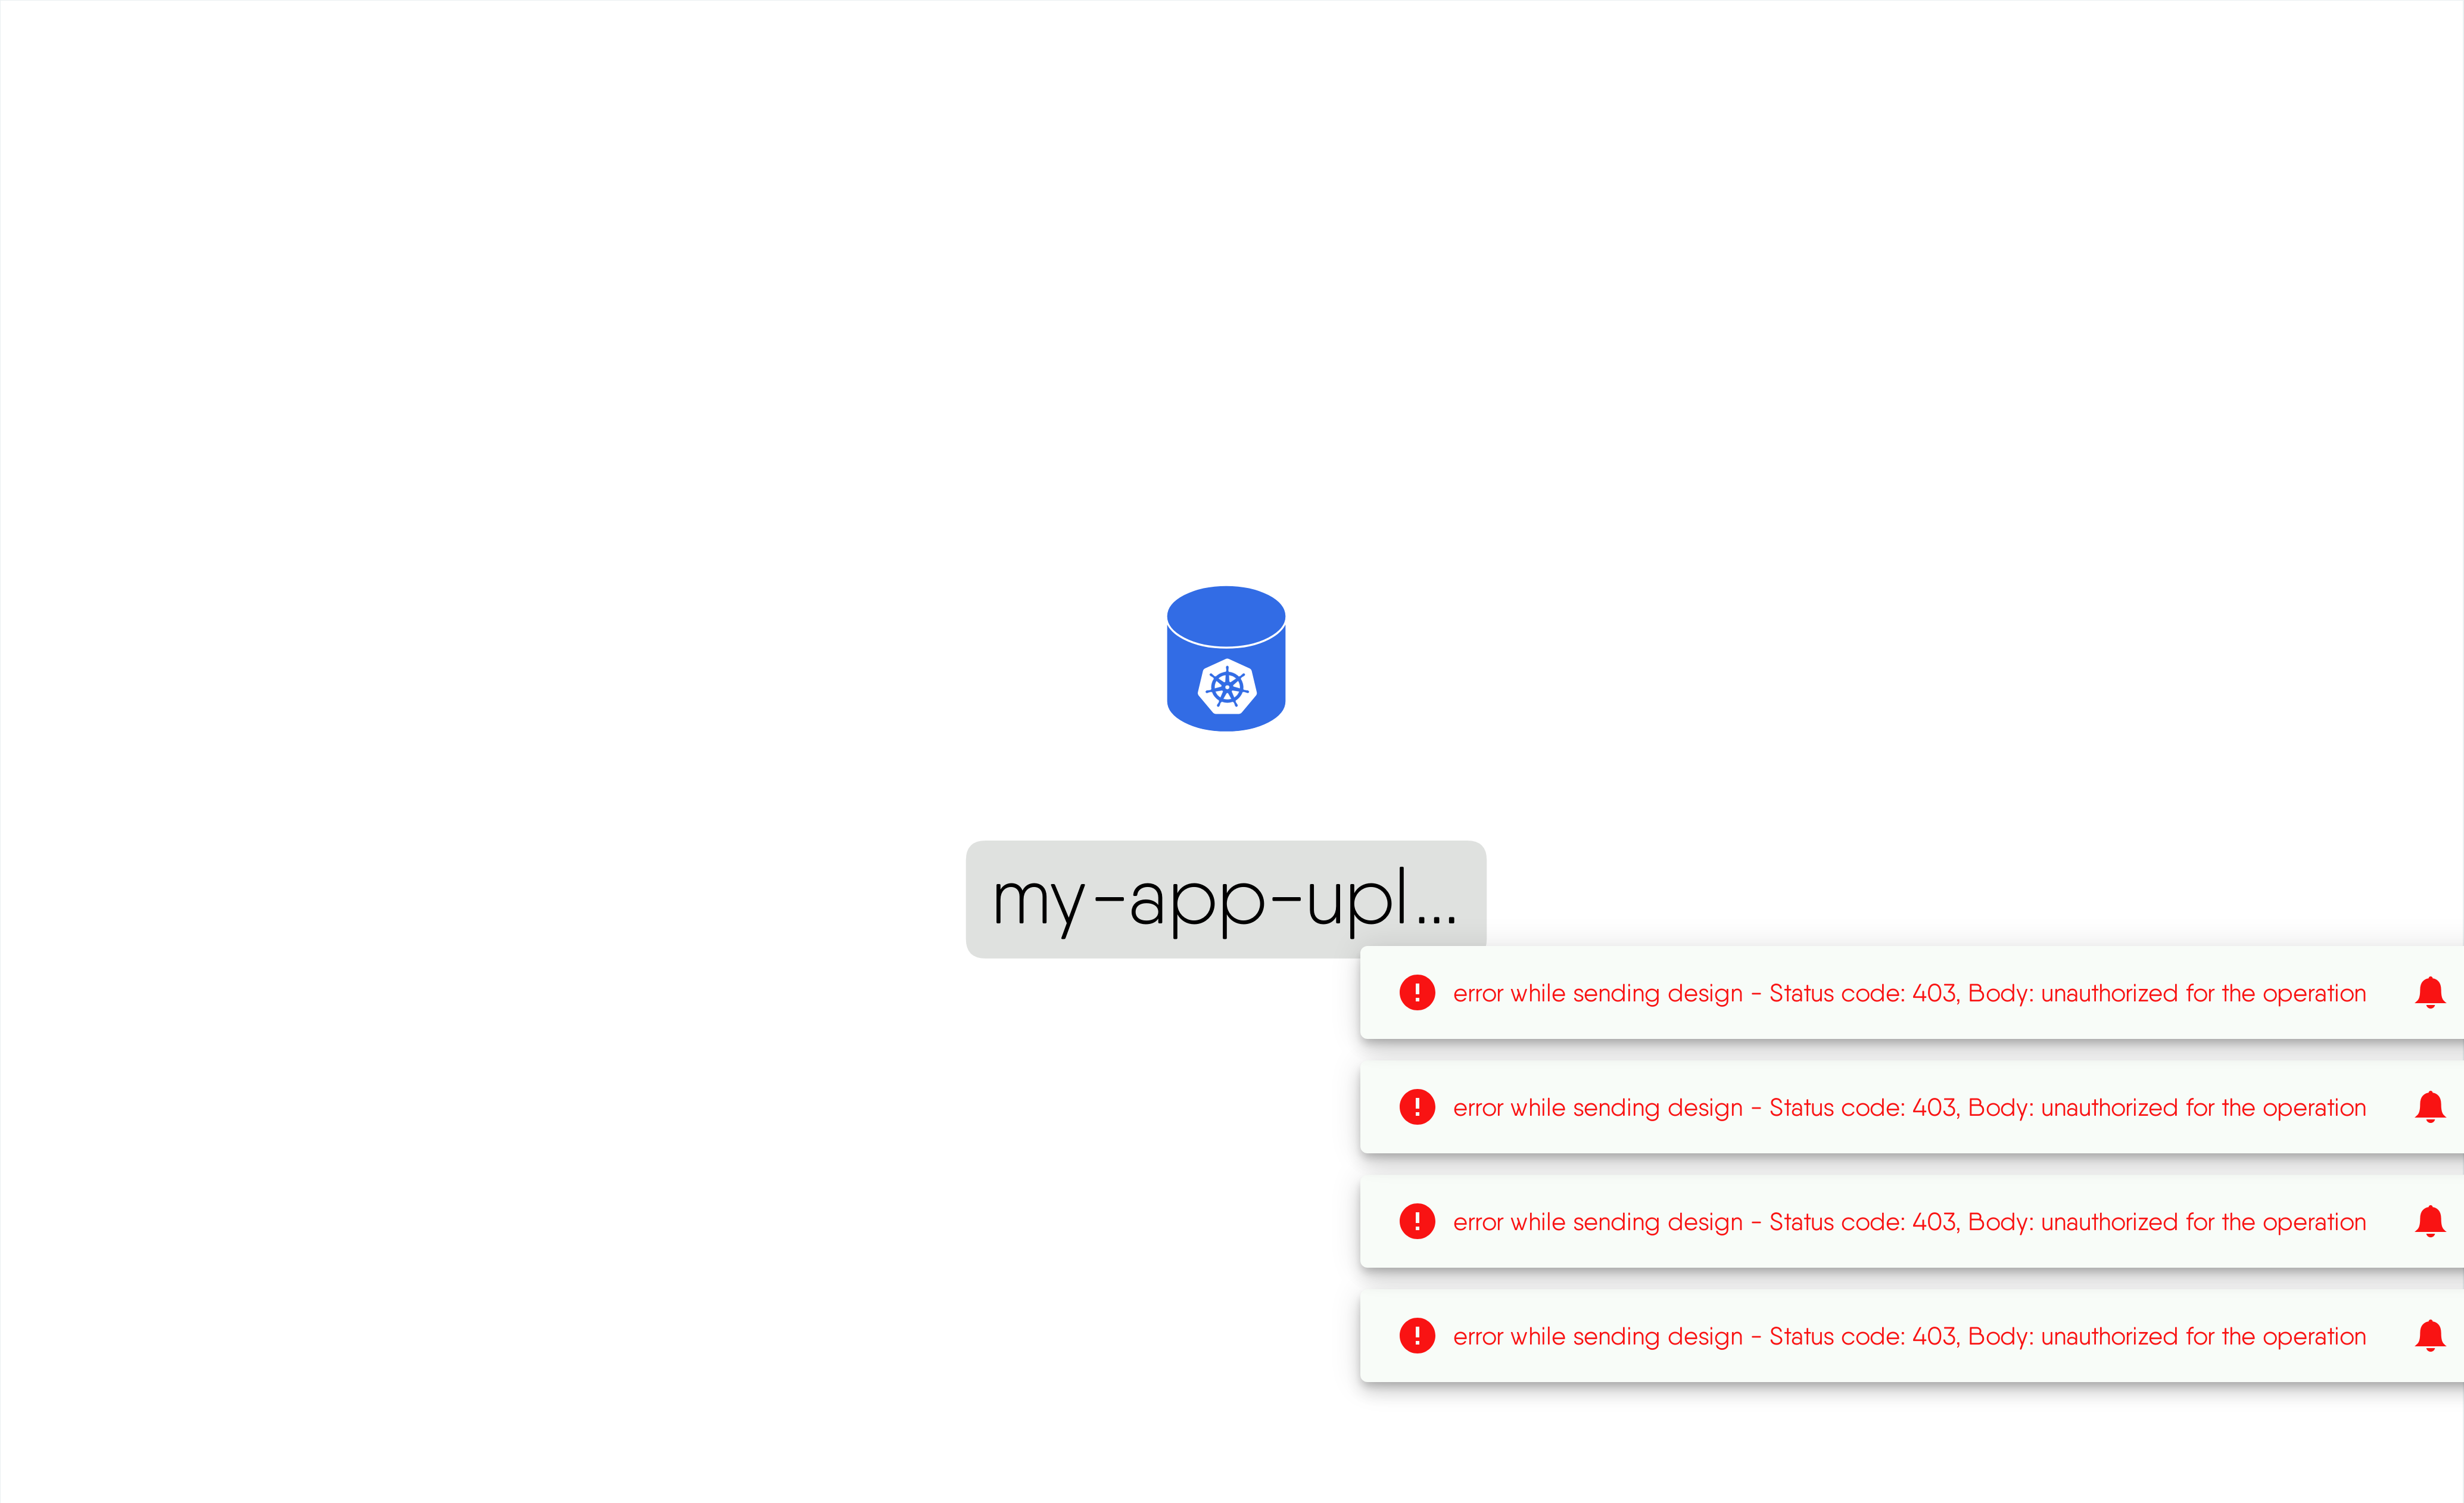 my-app-upl...
error while sending design - Status code: 403, Body: unauthorized for the operation
error while sending design - Status code: 403, Body: unauthorized for the operation
error while sending design - Status code: 403, Body: unauthorized for the operation
error while sending design - Status code: 403, Body: unauthorized for the operation